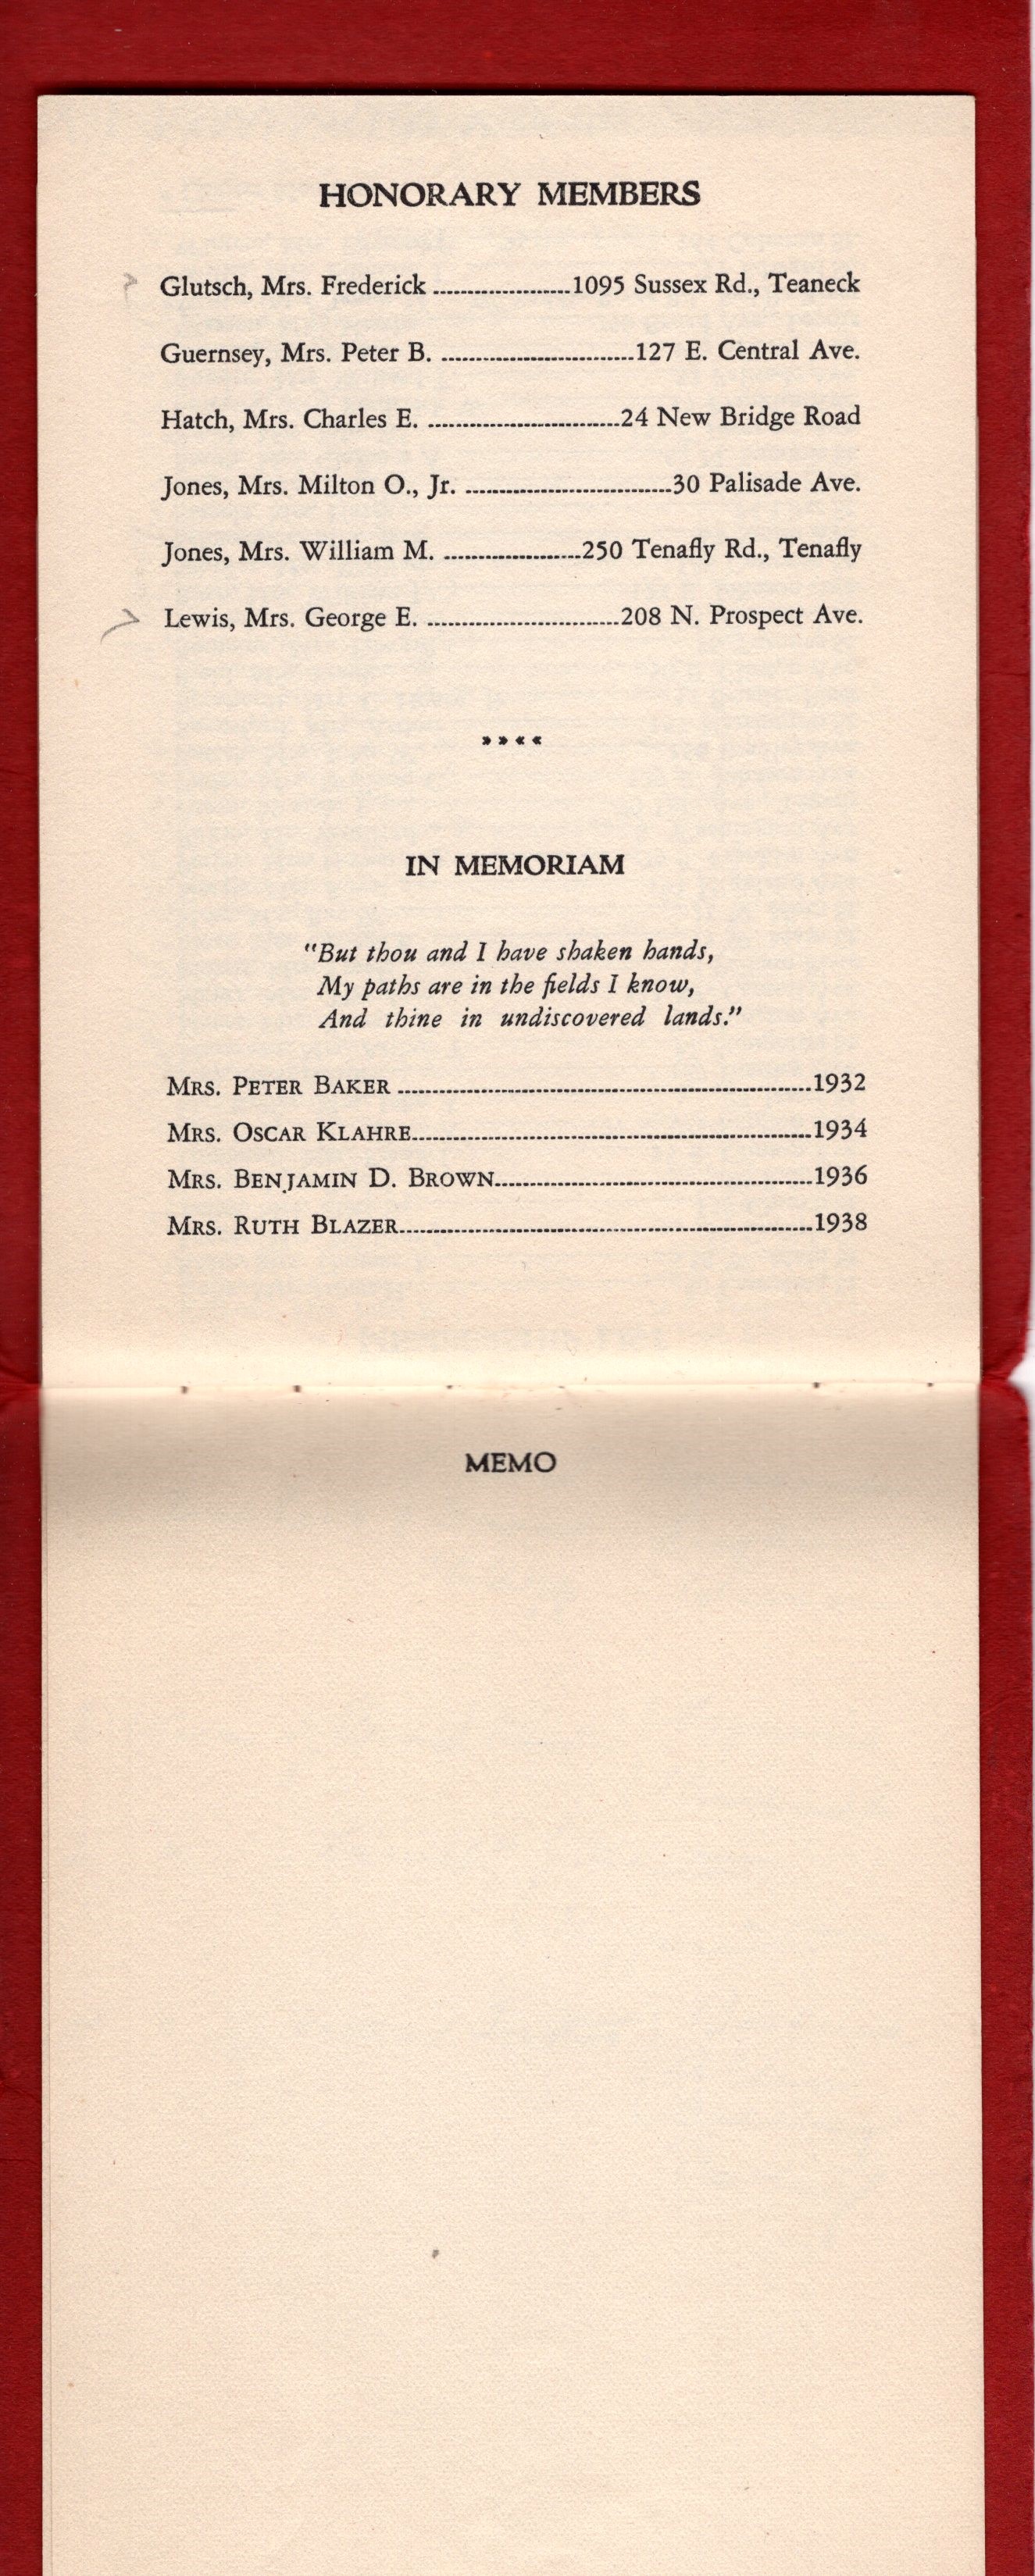 HONORARY MEMBERS
Glutsch, Mrs. Frederick ....................1095 Sussex Rd., Teaneck
Guernsey, Mrs. Peter B. ............................127 E. Central Ave.
Hatch, Mrs. Charles E. ............................24 New Bridge Road
Jones, Mrs. Milton O., Jr. ..............................30 Palisade Ave.
Jones, Mrs. William M. ....................250 Tenafly Rd., Tenafly
Lewis, Mrs. George E. ............................208 N. Prospect Ave.
»»««
IN MEMORIAM
"But thou and I have shaken hands,
My paths are in the fields I know,
And thine in undiscovered lands."
MRS. PETER BAKER ............................................................1932
MRS. OSCAR KLAHRE..........................................................1934
MRS. BENJAMIN D. BROWN..............................................1936
MRS. RUTH BLAZER............................................................1938
MEMO